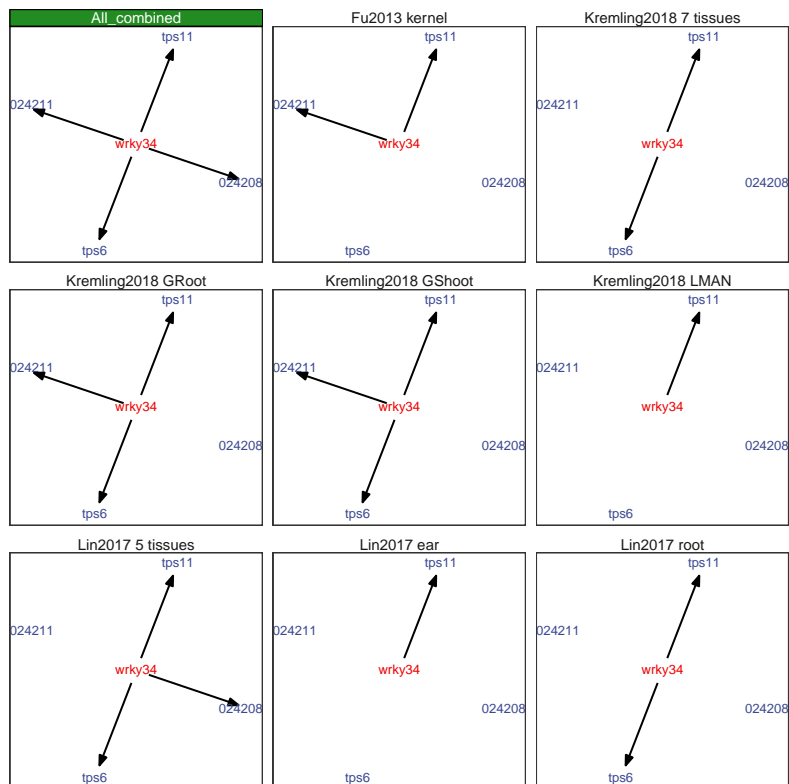 All_combined
tps11
024211
wrky34
024208
tps6
Fu2013 kernel
tps11
024211
wrky34
024208
tps6
Kremling2018 7 tissues
tps11
024211
wrky34
024208
tps6
Kremling2018 GRoot
tps11
024211
wrky34
024208
tps6
Kremling2018 GShoot
tps11
024211
wrky34
024208
tps6
Kremling2018 LMAN
tps11
024211
wrky34
024208
tps6
Lin2017 5 tissues
tps11
024211
wrky34
024208
tps6
Lin2017 ear
tps11
024211
wrky34
024208
tps6
Lin2017 root
tps11
024211
wrky34
024208
tps6